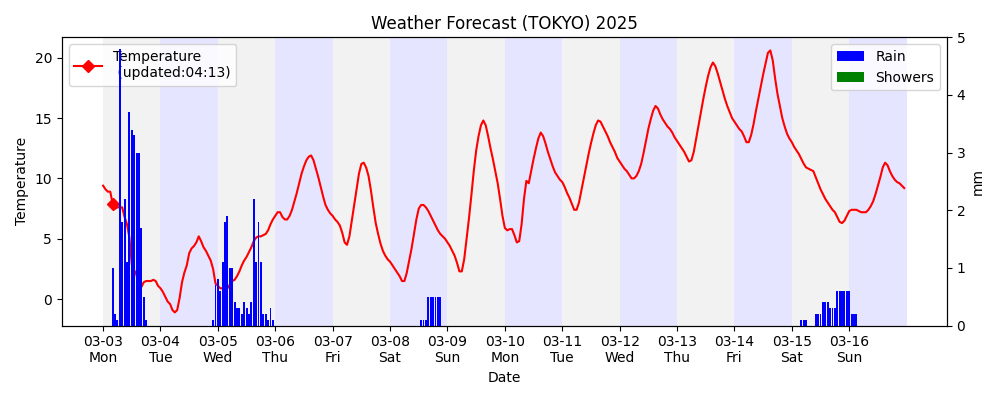 Weather Forecast (TOKYO) 2025
Temperature
(updated:04:13)
Rain
Showers
20
15
10
5
0
Temperature
5
4
3
2
1
0
mm
03-03 03-04 03-05 03-06 03-07 03-08 03-09 03-10 03-11 03-12 03-13 03-14 03-15 03-16
Mon Tue Wed Thu Fri Sat Sun Mon Tue Wed Thu Fri Sat Sun
Date